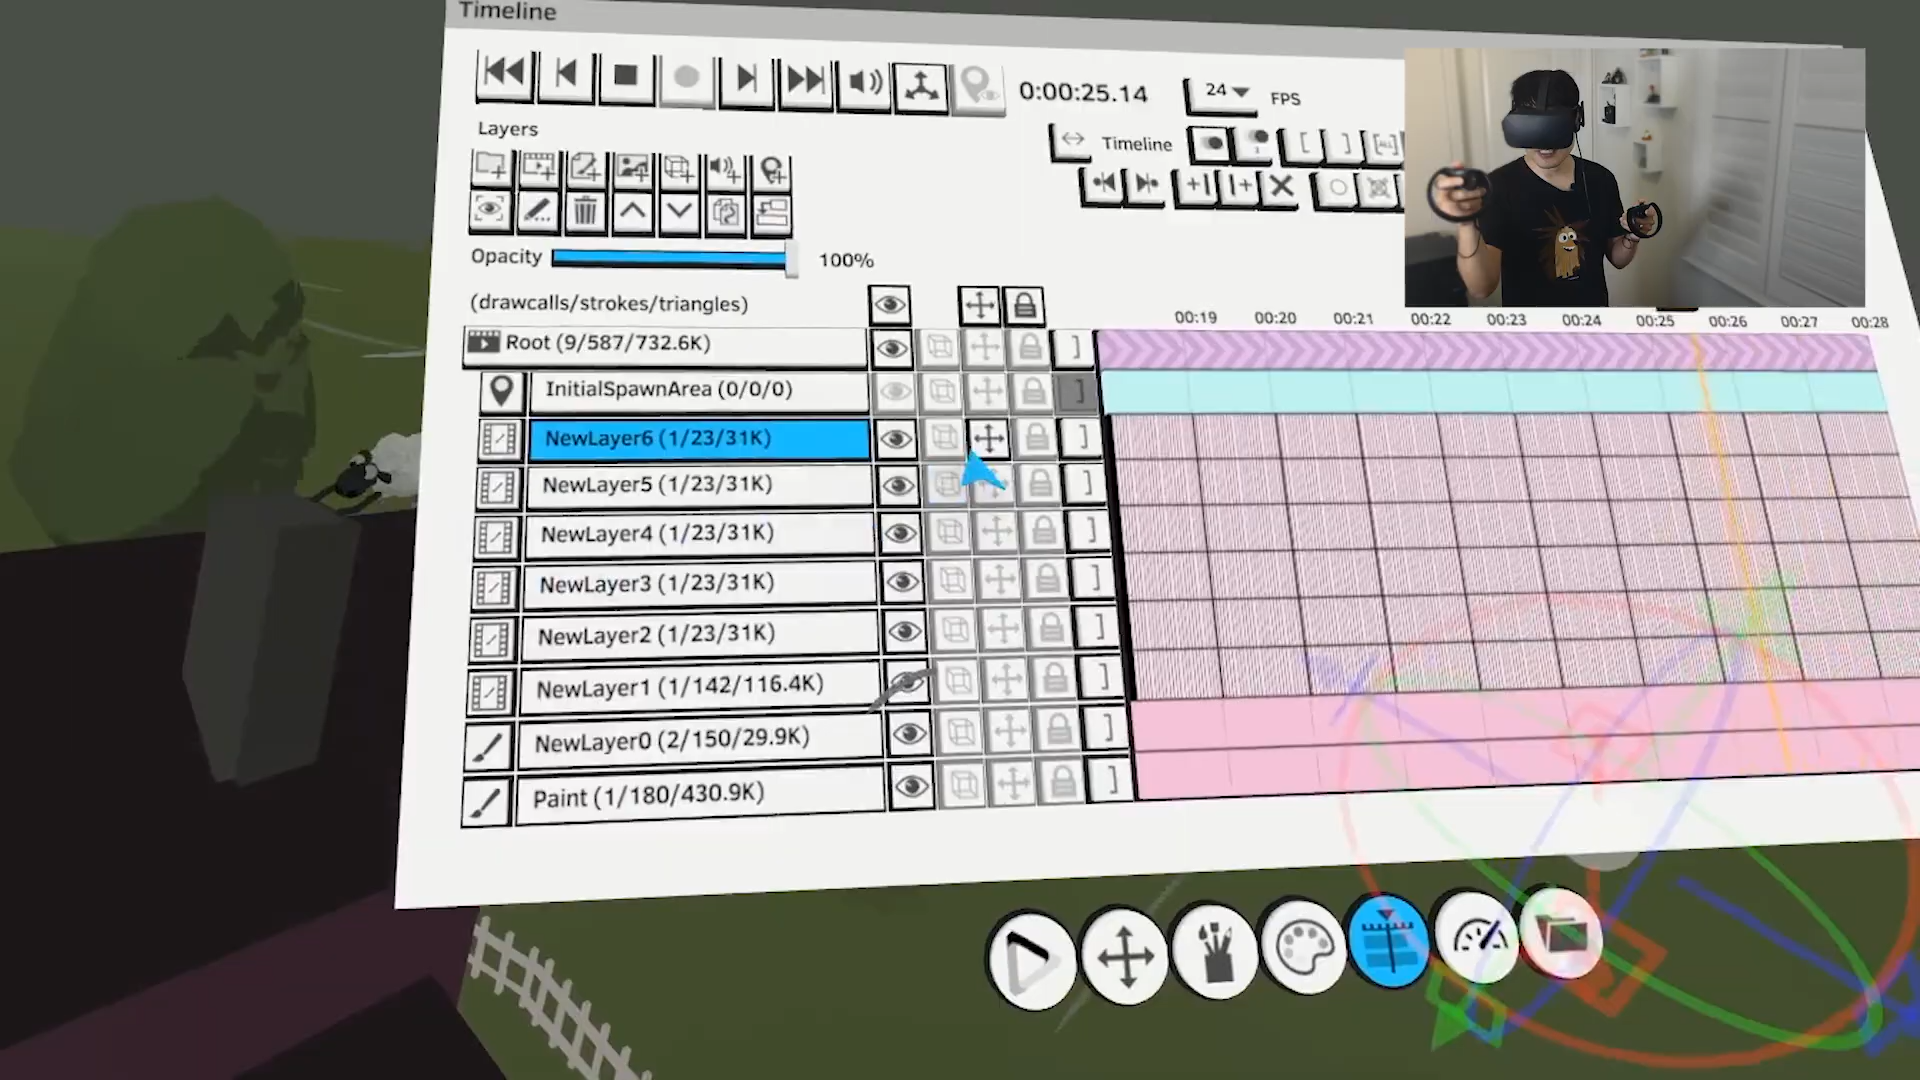 Timeline
0:00:25.14
24
FPS
Layers
Timeline
Opacity
100%
(drawcalls/strokes/triangles)
00:19 00:20 00:21 00:22 00:23 00:24 00:25 00:26 00:27 00:28
Root (9/587/732.6K)
InitialSpawnArea (0/0/0)
NewLayer6 (1/23/31K)
NewLayer5 (1/23/31K)
NewLayer4 (1/23/31K)
NewLayer3 (1/23/31K)
NewLayer2 (1/23/31K)
NewLayer1 (1/142/116.4K)
NewLayer0 (2/150/29.9K)
Paint (1/180/430.9K)